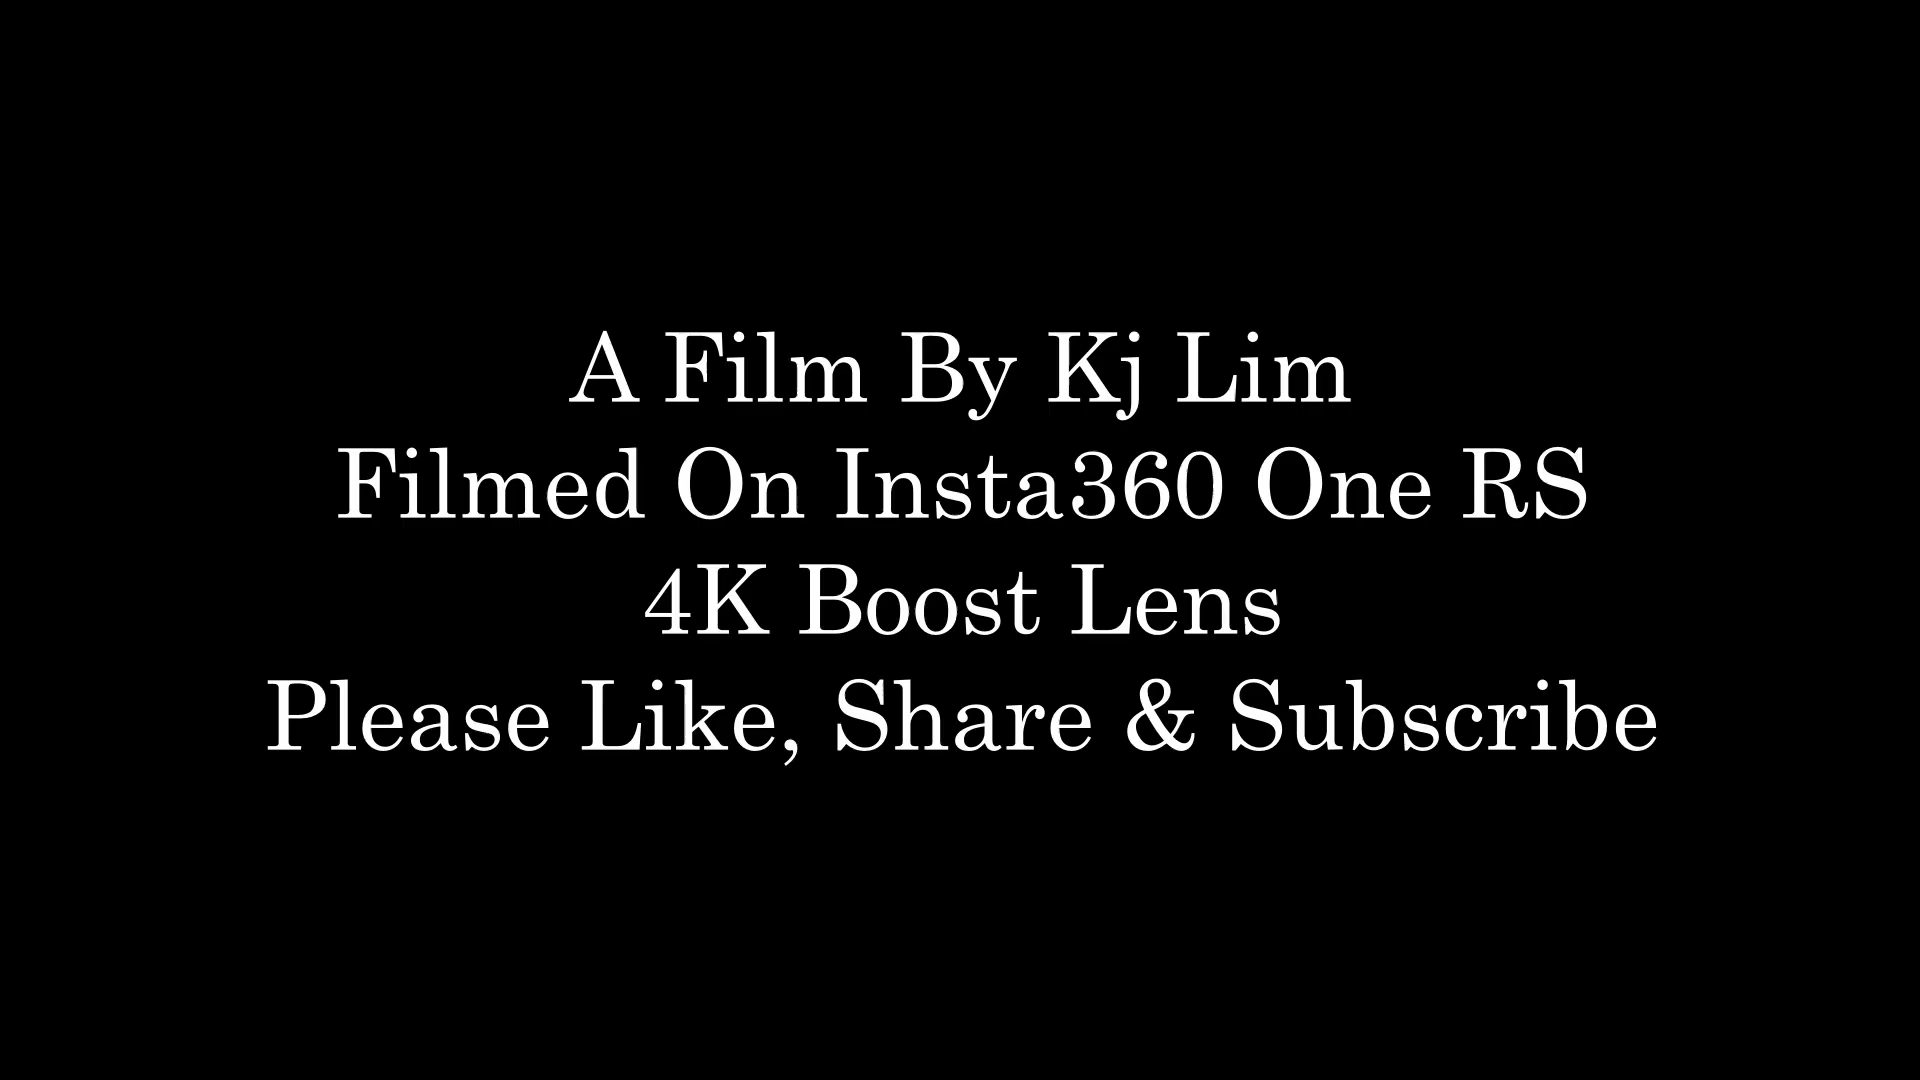 A Film By Kj Lim
Filmed On Insta360 One RS
4K Boost Lens
Please Like, Share & Subscribe